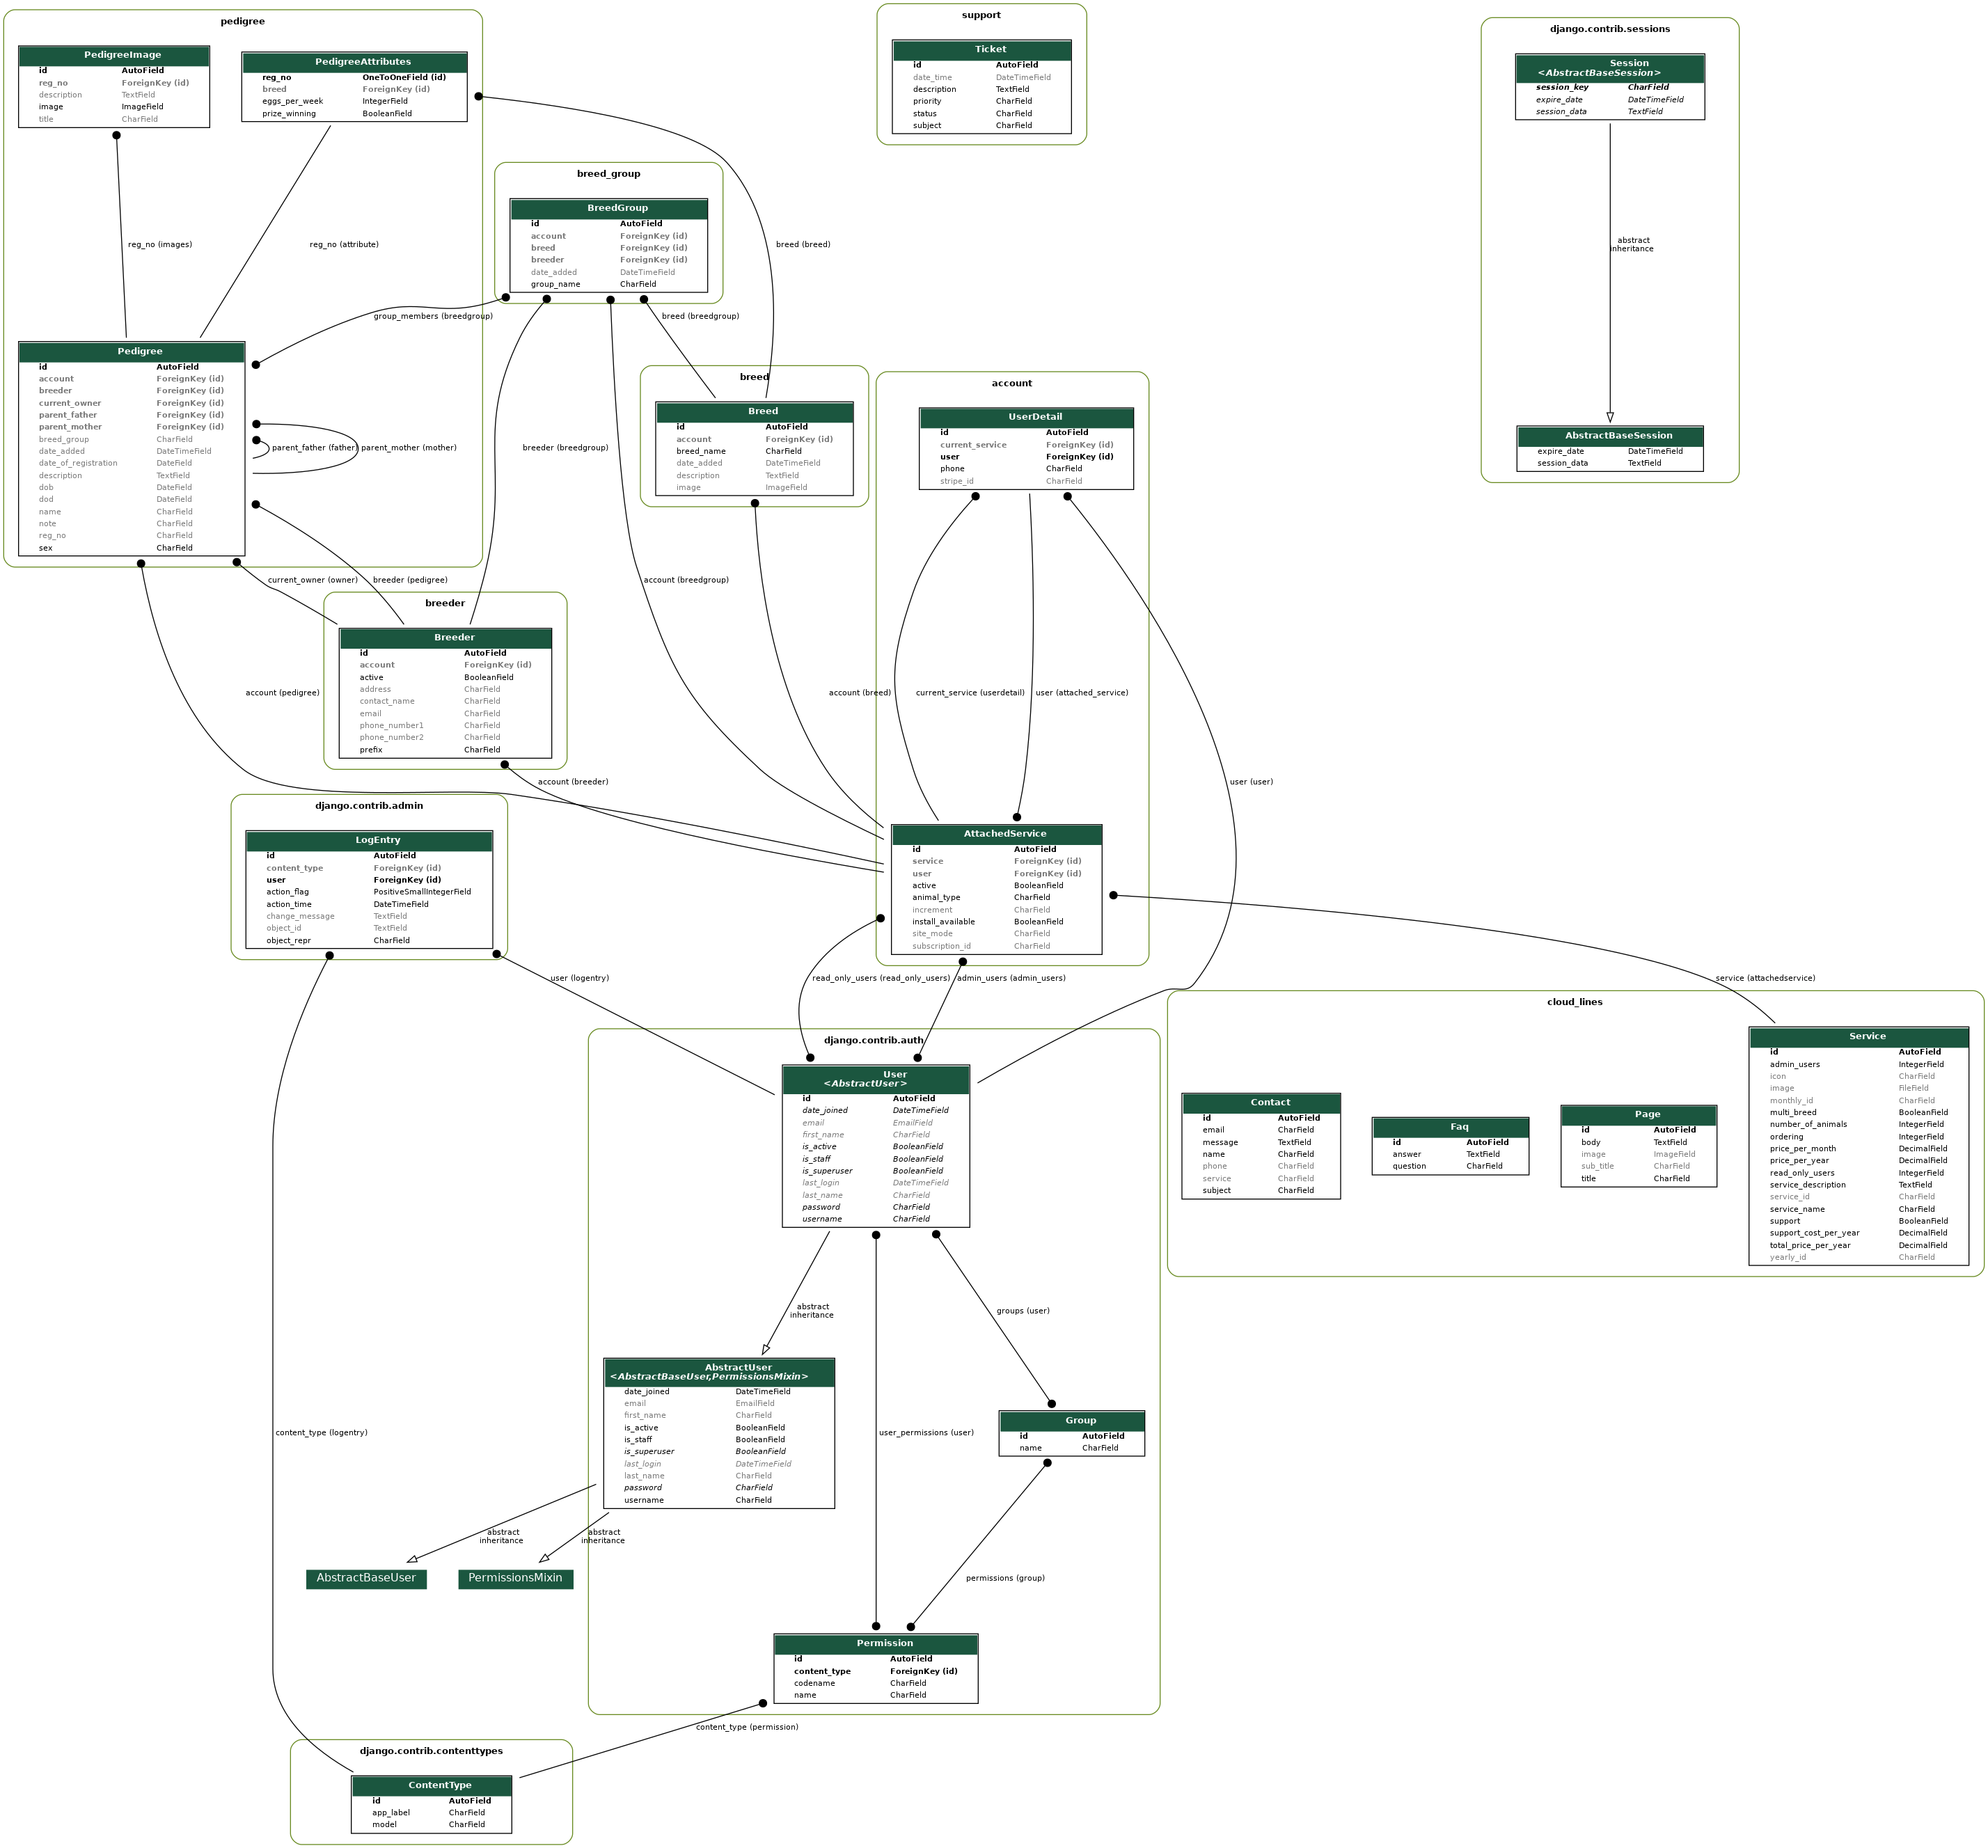 pedigree
PedigreeImage
id AutoField
reg_no ForeignKey (id)
description TextField
image ImageField
title CharField
PedigreeAttributes
reg_no OneToOneField (id)
breed ForeignKey (id)
eggs_per_week IntegerField
prize_winning BooleanField
support
Ticket
id AutoField
date_time DateTimeField
description TextField
priority CharField
status CharField
subject CharField
django.contrib.sessions
Session
<AbstractBaseSession>
session_key CharField
expire_date DateTimeField
session_data TextField
breed_group
BreedGroup
id AutoField
account ForeignKey (id)
breed ForeignKey (id)
breeder ForeignKey (id)
date_added DateTimeField
group_name CharField
reg_no (images)
reg_no (attribute)
breed (breed)
abstract
inheritance
group_members (breedgroup)
breed (breedgroup)
Pedigree
id AutoField
account ForeignKey (id)
breeder ForeignKey (id)
current_owner ForeignKey (id)
parent_father ForeignKey (id)
parent_mother ForeignKey (id)
breed_group CharField
date_added DateTimeField
date_of_registration DateField
description TextField
dob DateField
dod DateField
name CharField
note CharField
reg_no CharField
sex CharField
parent_father (father)
parent_mother (mother)
breeder (breedgroup)
breed
Breed
id AutoField
account ForeignKey (id)
breed_name CharField
date_added DateTimeField
description TextField
image ImageField
account
UserDetail
id AutoField
current_service ForeignKey (id)
user ForeignKey (id)
phone CharField
stripe_id CharField
AbstractBaseSession
expire_date DateTimeField
session_data TextField
current_owner (owner)
breeder (pedigree)
account (breedgroup)
breeder
Breeder
id AutoField
account ForeignKey (id)
active BooleanField
address CharField
contact_name CharField
email CharField
phone_number1 CharField
phone_number2 CharField
prefix CharField
account (pedigree)
account (breed)
current_service (userdetail)
user (attached_service)
account (breeder)
user (user)
django.contrib.admin
LogEntry
id AutoField
content_type ForeignKey (id)
user ForeignKey (id)
action_flag PositiveSmallIntegerField
action_time DateTimeField
change_message TextField
object_id TextField
object_repr CharField
AttachedService
id AutoField
service ForeignKey (id)
user ForeignKey (id)
active BooleanField
animal_type CharField
increment CharField
install_available BooleanField
site_mode CharField
subscription_id CharField
user (logentry)
read_only_users (read_only_users)
admin_users (admin_users)
service (attachedservice)
cloud_lines
Contact
id AutoField
email CharField
message TextField
name CharField
phone CharField
service CharField
subject CharField
Faq
id AutoField
answer TextField
question CharField
Page
id AutoField
body TextField
image ImageField
sub_title CharField
title CharField
Service
id AutoField
admin_users IntegerField
icon CharField
image FileField
monthly_id CharField
multi_breed BooleanField
number_of_animals IntegerField
ordering IntegerField
price_per_month DecimalField
price_per_year DecimalField
read_only_users IntegerField
service_description TextField
service_id CharField
service_name CharField
support BooleanField
support_cost_per_year DecimalField
total_price_per_year DecimalField
yearly_id CharField
django.contrib.auth
User
<AbstractUser>
id AutoField
date_joined DateTimeField
email EmailField
first_name CharField
is_active BooleanField
is_staff BooleanField
is_superuser BooleanField
last_login DateTimeField
last_name CharField
password CharField
username CharField
abstract
inheritance
groups (user)
AbstractUser
<AbstractBaseUser,PermissionsMixin>
date_joined DateTimeField
email EmailField
first_name CharField
is_active BooleanField
is_staff BooleanField
is_superuser BooleanField
last_login DateTimeField
last_name CharField
password CharField
username CharField
content_type (logentry)
user_permissions (user)
Group
id AutoField
name CharField
abstract
inheritance
abstract
inheritance
AbstractBaseUser
PermissionsMixin
permissions (group)
Permission
id AutoField
content_type ForeignKey (id)
codename CharField
name CharField
content_type (permission)
django.contrib.contenttypes
ContentType
id AutoField
app_label CharField
model CharField